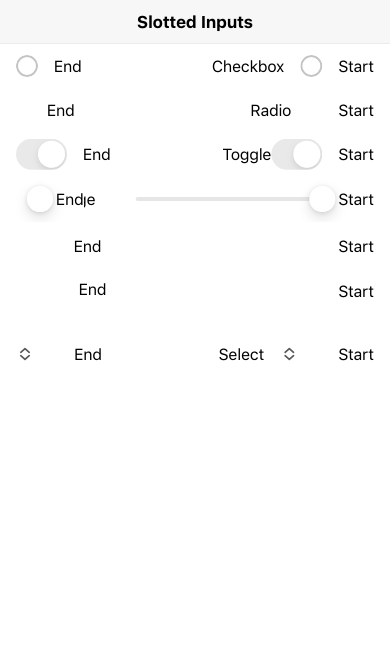 Slotted Inputs
End Checkbox Start
End Radio Start
End Toggle Start
End Start
End Start
End Start
End Select Start